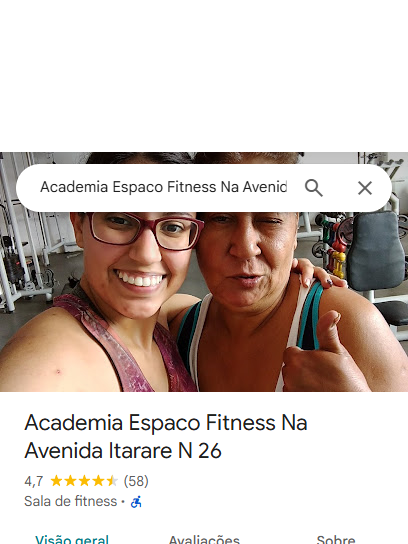 Academia Espaco Fitness Na Avenid
Academia Espaco Fitness Na
Avenida Itarare N 26
4,7 (58)
Sala de fitness ·
Visão geral Avaliações Sobre